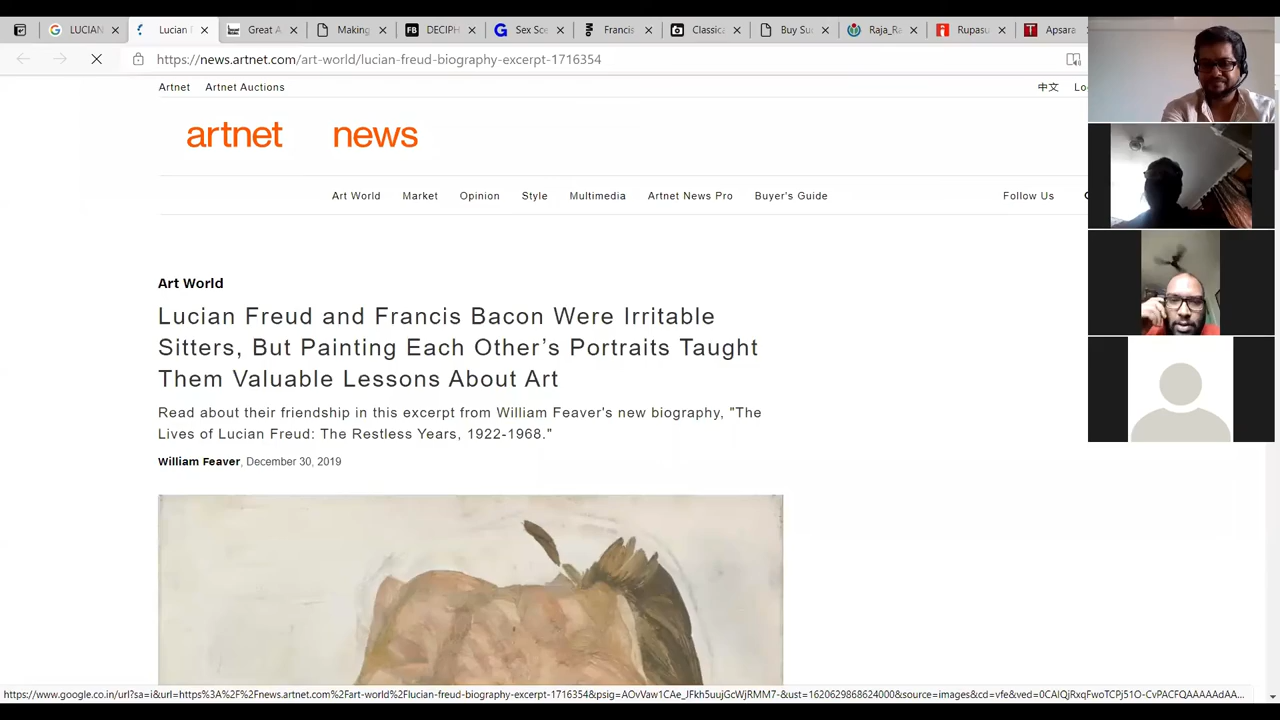 LUCIAN
Lucian F
Great A
Making
DECIPH
Sex Sce
Francis
Classica
Buy Su
Raja_Ra
Rupasu
Apsara
https://news.artnet.com/art-world/lucian-freud-biography-excerpt-1716354
Artnet Artnet Auctions 中文 Lo
artnet news
Art World Market Opinion Style Multimedia Artnet News Pro Buyer's Guide Follow Us
Art World
Lucian Freud and Francis Bacon Were Irritable
Sitters, But Painting Each Other’s Portraits Taught
Them Valuable Lessons About Art
Read about their friendship in this excerpt from William Feaver's new biography, "The
Lives of Lucian Freud: The Restless Years, 1922-1968."
William Feaver, December 30, 2019